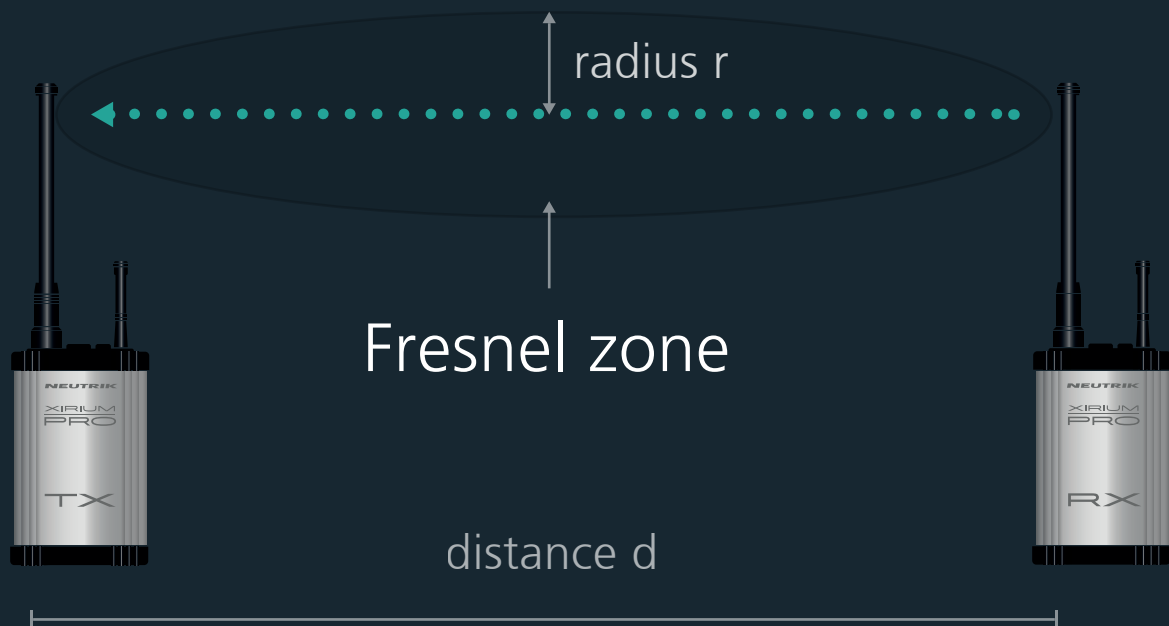 radius r
Fresnel zone
NEUTRIK
XIRIUM
PRO
TX
NEUTRIK
XIRIUM
PRO
RX
distance d